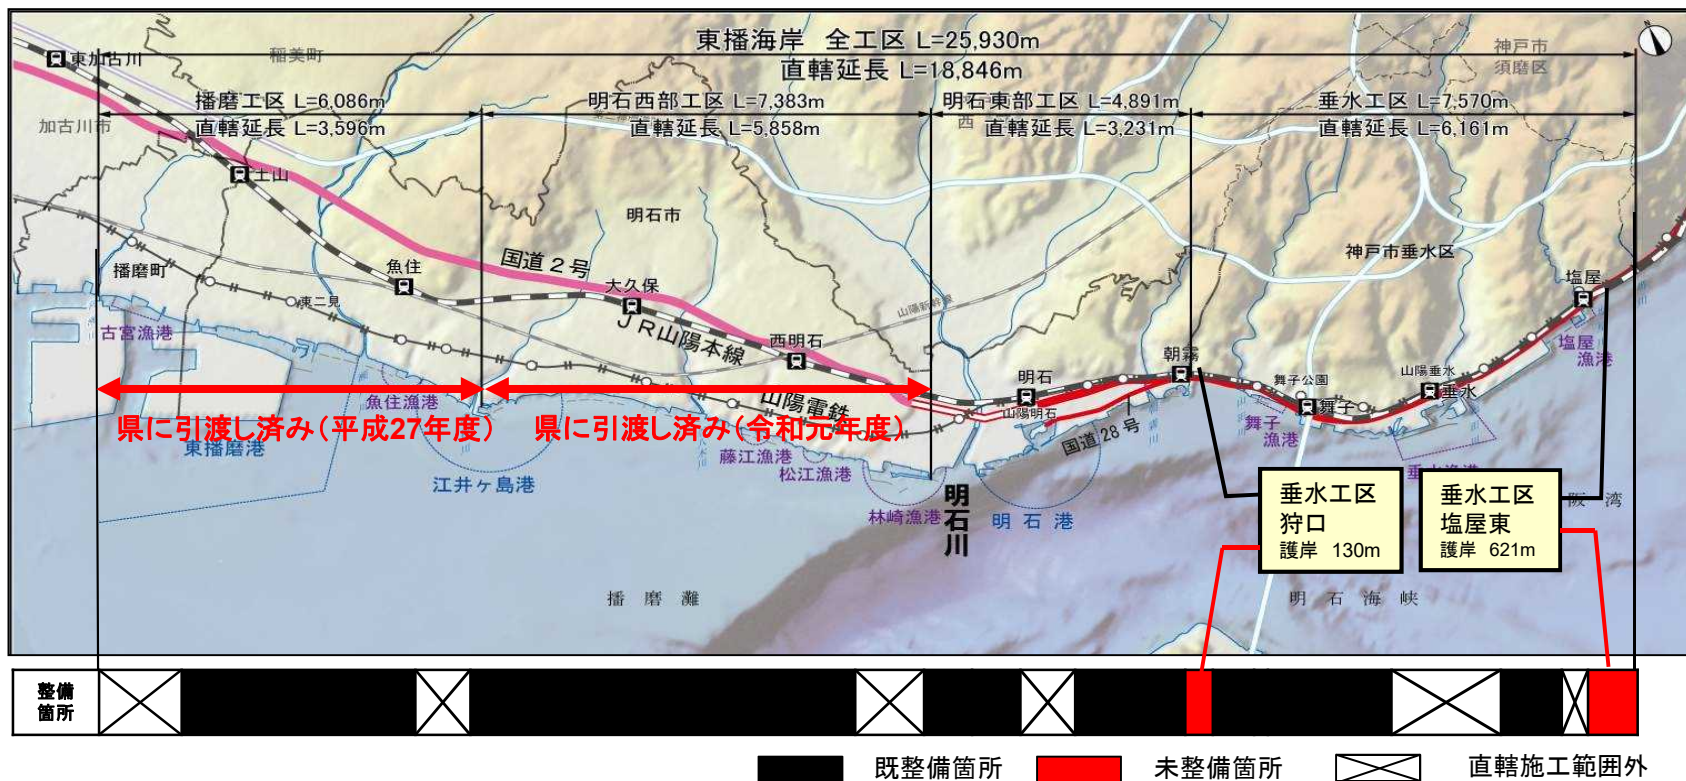 東播海岸 全工区 L=25,930m
直轄延長 L=18,846m
播磨工区 L=6,086m
直轄延長 L=3,596m
明石西部工区 L=7,383m
直轄延長 L=5,858m
明石東部工区 L=4,891m
直轄延長 L=3,231m
垂水工区 L=7,570m
直轄延長 L=6,161m
東加古川
稲美町
神戸市
須磨区
加古川市
西
土山
明石市
神戸市垂水区
播磨町
魚住
国道2号
大久保
東二見
山陽新幹線
塩屋
古宮漁港
JR山陽本線
西明石
朝霧
塩屋
漁港
明石
舞子公園
山陽垂水
垂水
魚住漁港
山陽電鉄
山陽明石
舞子
県に引渡し済み(平成27年度)
県に引渡し済み(令和元年度)
国道28号
舞子
漁港
東播磨港
藤江漁港
松江漁港
垂水漁港
江井ヶ島港
林崎漁港
明石川
明石港
阪湾
垂水工区
狩口
護岸 130m
垂水工区
塩屋東
護岸 621m
播磨灘
明石海峡
整備
箇所
既整備箇所
未整備箇所
直轄施工範囲外